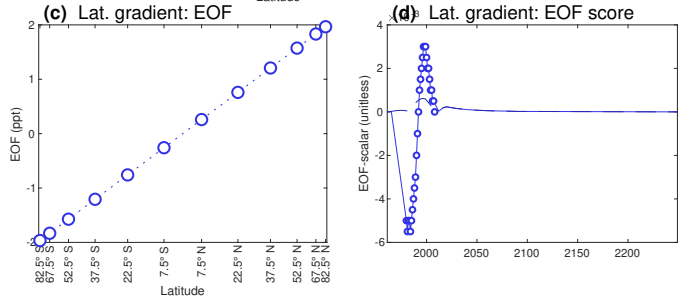 Latitude
(c) Lat. gradient: EOF
2
1
0
-1
-2
EOF (ppt)
82.5° S
67.5° S
52.5° S
37.5° S
22.5° S
7.5° S
7.5° N
22.5° N
37.5° N
52.5° N
67.5° N
82.5° N
Latitude
(d) Lat. gradient: EOF score
4
2
0
-2
-4
-6
EOF-scalar (unitless)
2000
2050
2100
2150
2200